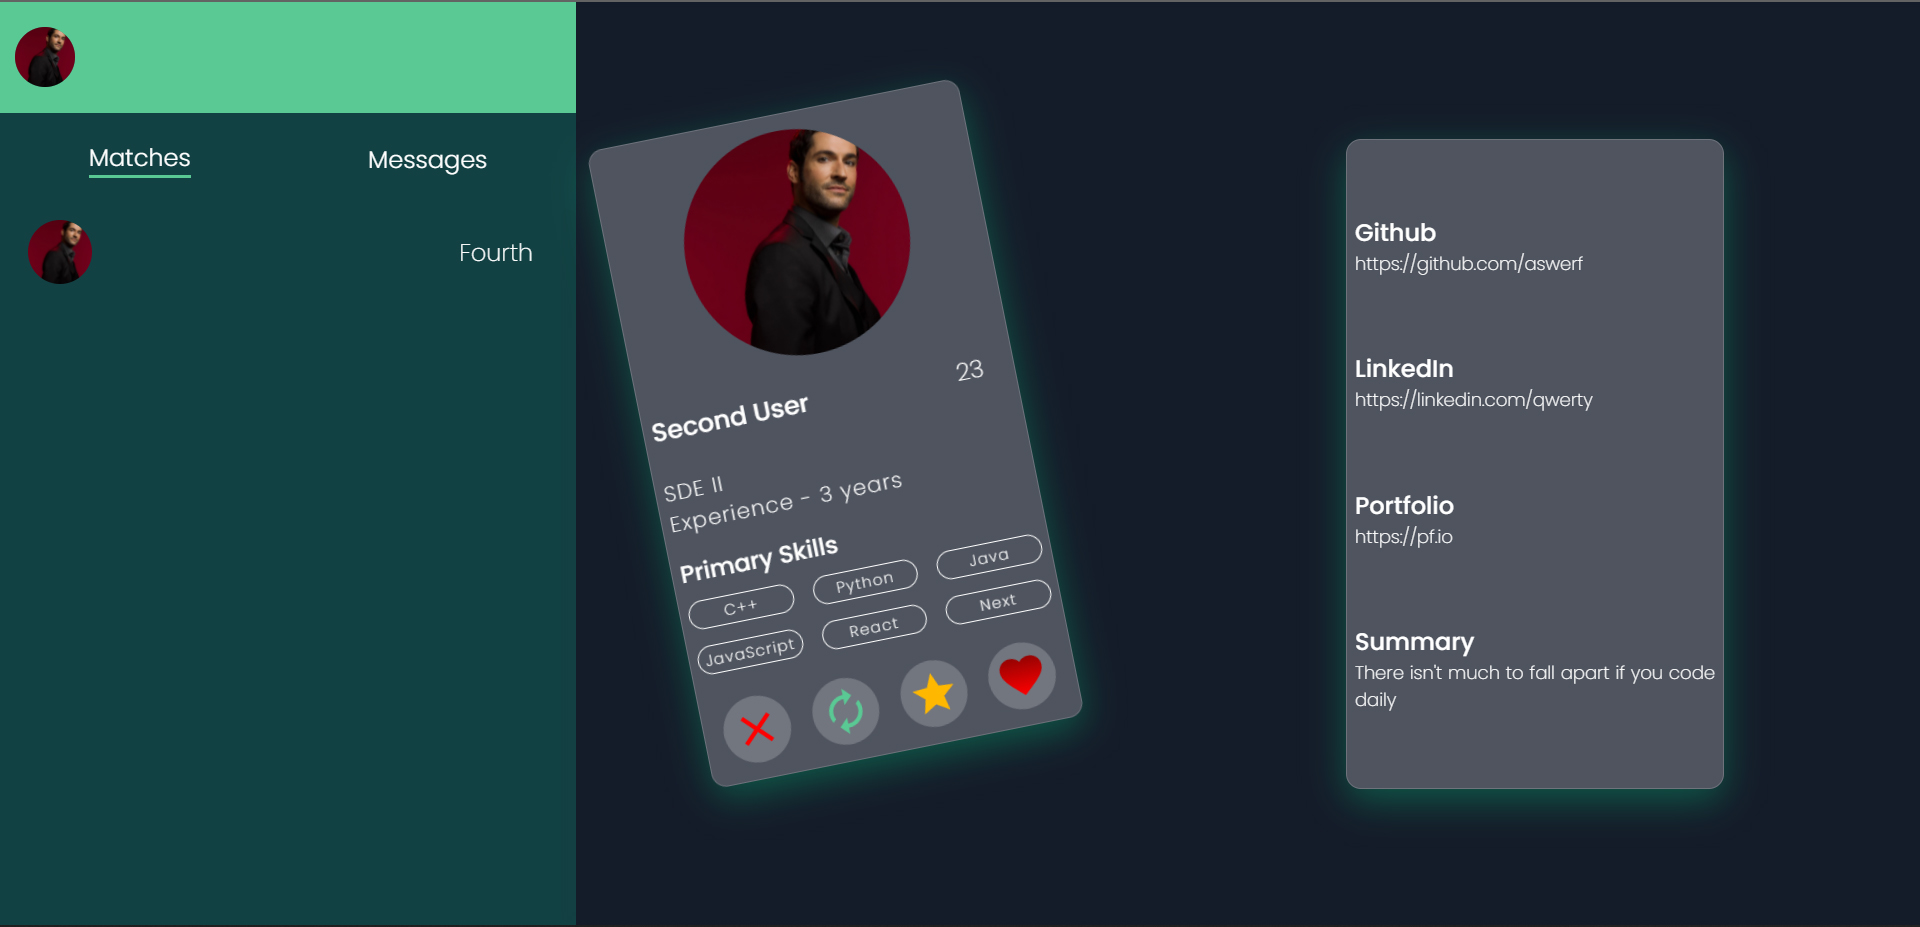 Matches
Messages
Fourth
23
Second User
SDE II
Experience - 3 years
Primary Skills
C++
Python
Java
JavaScript
React
Next
Github
https://github.com/aswerf
LinkedIn
https://linkedin.com/qwerty
Portfolio
https://pf.io
Summary
There isn't much to fall apart if you code
daily